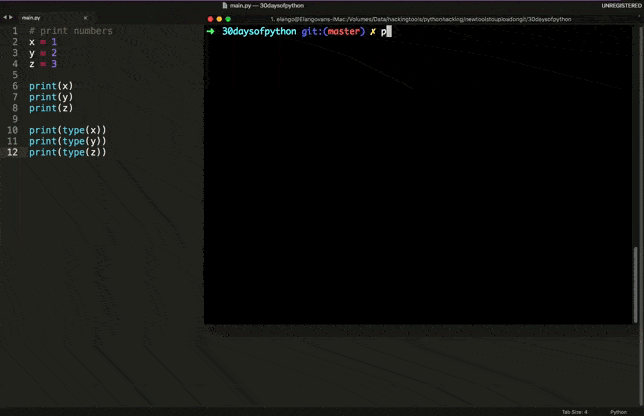 main.py — 30daysofpython
UNREGISTERED
main.py
1. elango@Elangovans-iMac:/Volumes/Data/hackingtools/pythonhacking/newtoolstouploadongit/30daysofpython
→ 30daysofpython git:(master) ✗ p
1 # print numbers
2 x = 1
3 y = 2
4 z = 3
5
6 print(x)
7 print(y)
8 print(z)
9
10 print(type(x))
11 print(type(y))
12 print(type(z))
Tab Size: 4
Python